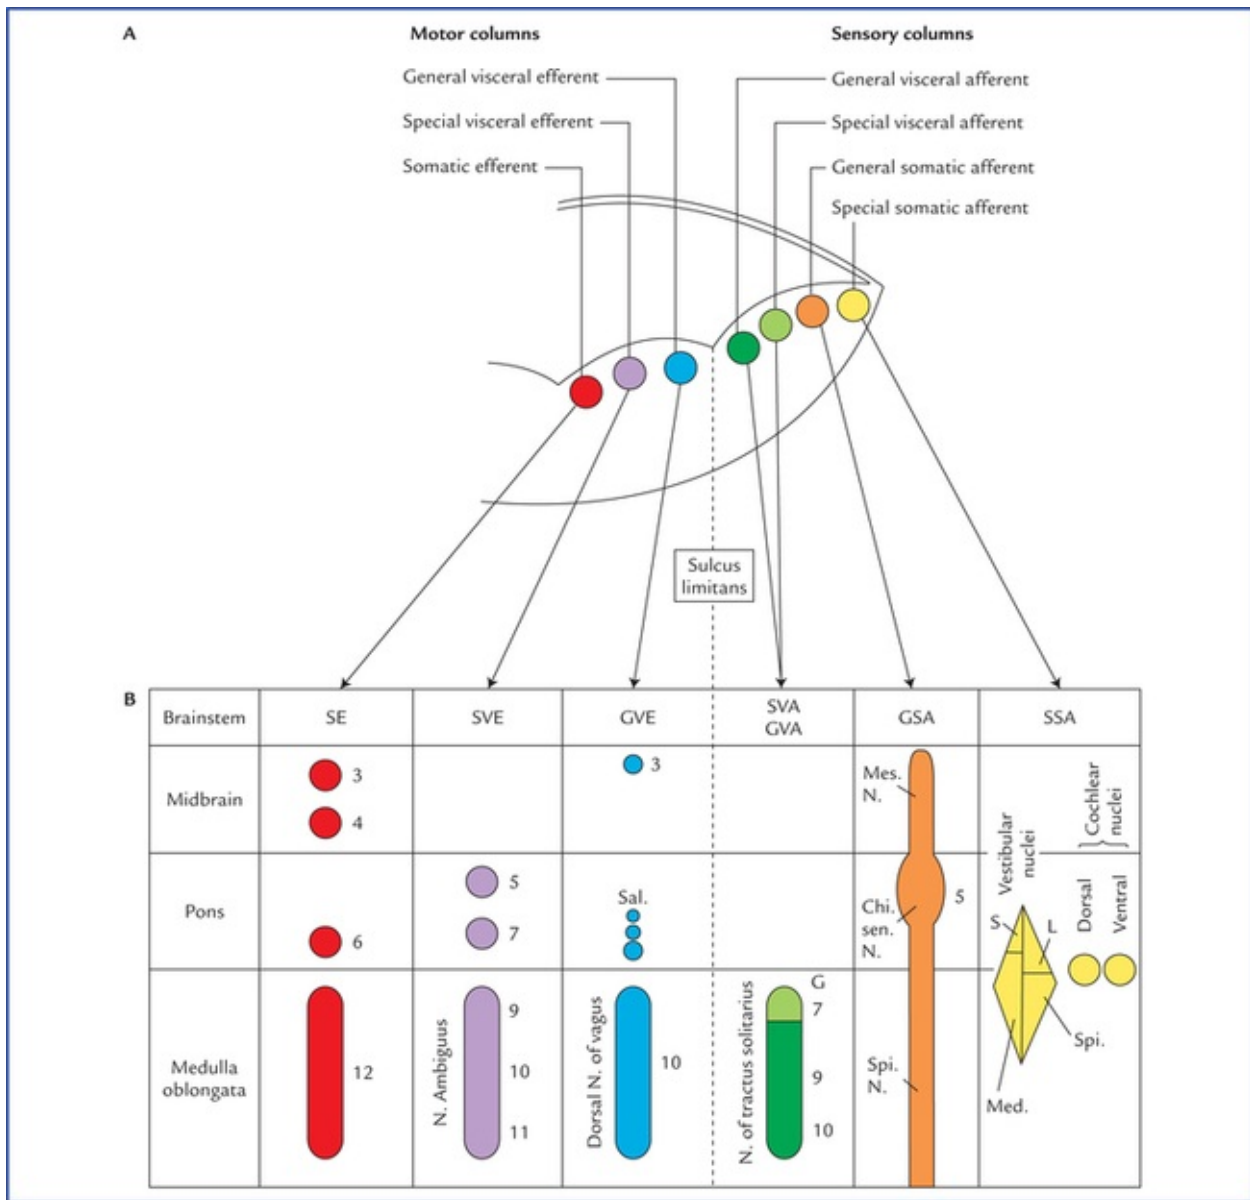 A
Motor columns
Sensory columns
General visceral efferent
General visceral afferent
Special visceral efferent
Special visceral afferent
Somatic efferent
General somatic afferent
Special somatic afferent
Sulcus
limitans
B
Brainstem
SE
SVE
GVE
SVA
GVA
GSA
SSA
Midbrain
3
4
3
Mes.
N.
Vestibular
nuclei
Cochlear
nuclei
Pons
6
5
7
Sal.
Chi.
sen.
N.
5
S
L
Dorsal
Ventral
Medulla
oblongata
12
N. Ambiguus
9
10
11
Dorsal N. of vagus
10
N. of tractus solitarius
G
7
9
10
Spi.
N.
Spi.
Med.